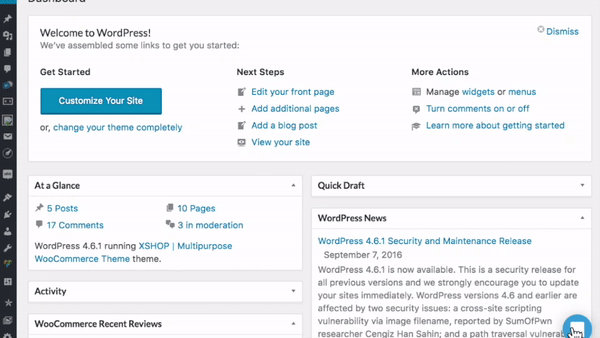 Dashboard
Welcome to WordPress!
We've assembled some links to get you started:
Dismiss
Get Started
Customize Your Site
or, change your theme completely
Next Steps
Edit your front page
Add additional pages
Add a blog post
View your site
More Actions
Manage widgets or menus
Turn comments on or off
Learn more about getting started
At a Glance
5 Posts
10 Pages
17 Comments
3 in moderation
WordPress 4.6.1 running XSHOP | Multipurpose
WooCommerce Theme theme.
Activity
WooCommerce Recent Reviews
Quick Draft
WordPress News
WordPress 4.6.1 Security and Maintenance Release
September 7, 2016
WordPress 4.6.1 is now available. This is a security release for
all previous versions and we strongly encourage you to update
your sites immediately. WordPress versions 4.6 and earlier are
affected by two security issues: a cross-site scripting
vulnerability via image filename, reported by SumOfPwn
researcher Cengiz Han Sahin; and a path traversal